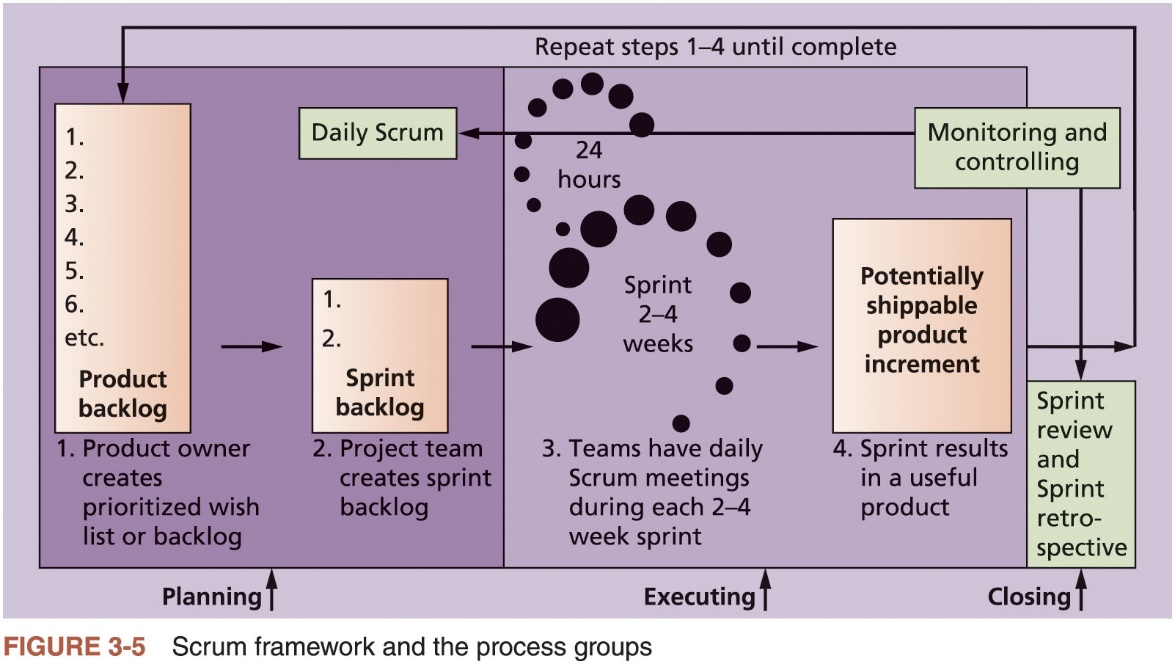 Repeat steps 1–4 until complete
1.
2.
3.
4.
5.
6.
etc.
Product
backlog
1. Product owner
creates
prioritized wish
list or backlog
Daily Scrum
1.
2.
Sprint
backlog
2. Project team
creates sprint
backlog
24
hours
Sprint
2–4
weeks
3. Teams have daily
Scrum meetings
during each 2–4
week sprint
Monitoring and
controlling
Potentially
shippable
product
increment
4. Sprint results
in a useful
product
Sprint
review
and
Sprint
retro-
spective
Planning
Executing
Closing
FIGURE 3-5 Scrum framework and the process groups